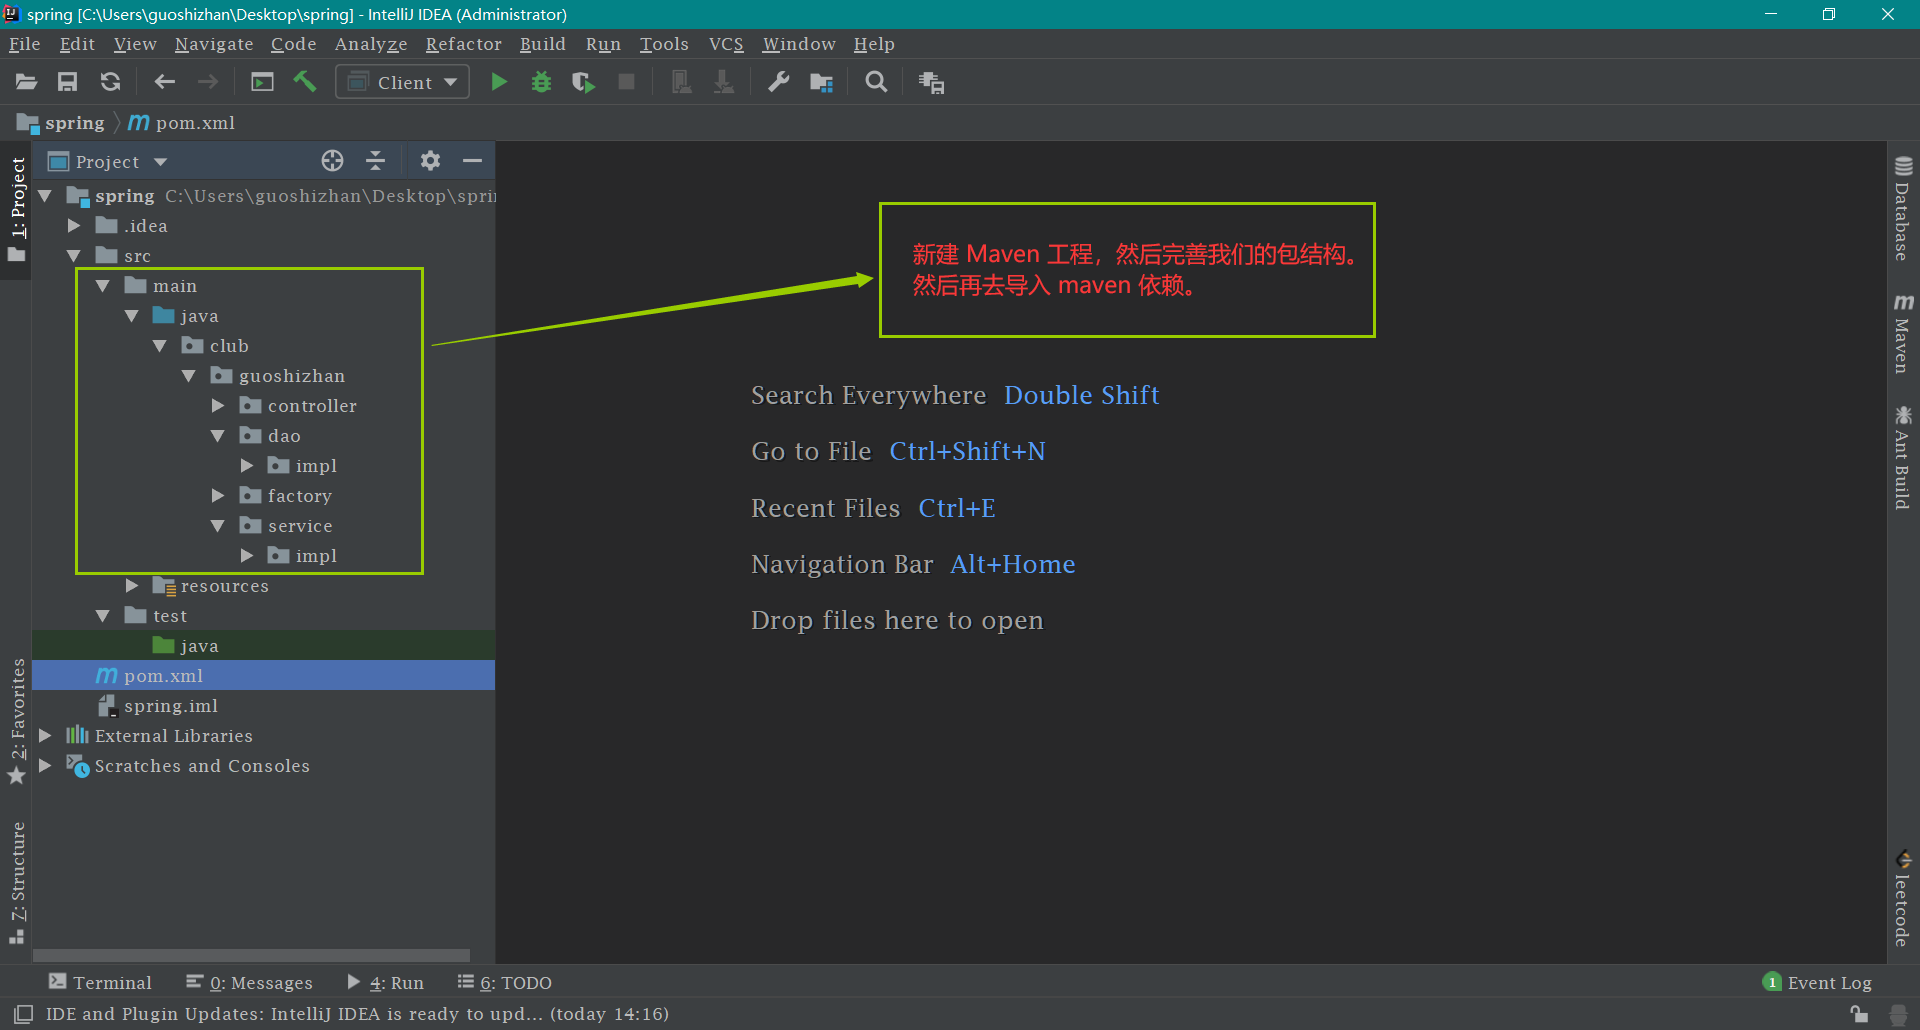 spring [C:\Users\guoshizhan\Desktop\spring] - IntelliJ IDEA (Administrator)
File Edit View Navigate Code Analyze Refactor Build Run Tools VCS Window Help
Client
spring pom.xml
1: Project
Project
spring C:\Users\guoshizhan\Desktop\spri
.idea
src
main
java
club
guoshizhan
controller
dao
impl
factory
service
impl
resources
test
java
pom.xml
spring.iml
External Libraries
Scratches and Consoles
新建 Maven 工程，然后完善我们的包结构。
然后再去导入 maven 依赖。
Search Everywhere Double Shift
Go to File Ctrl+Shift+N
Recent Files Ctrl+E
Navigation Bar Alt+Home
Drop files here to open
Database
Maven
Ant Build
leetcode
2: Favorites
7: Structure
Terminal 0: Messages 4: Run 6: TODO 1 Event Log
IDE and Plugin Updates: IntelliJ IDEA is ready to upd... (today 14:16)